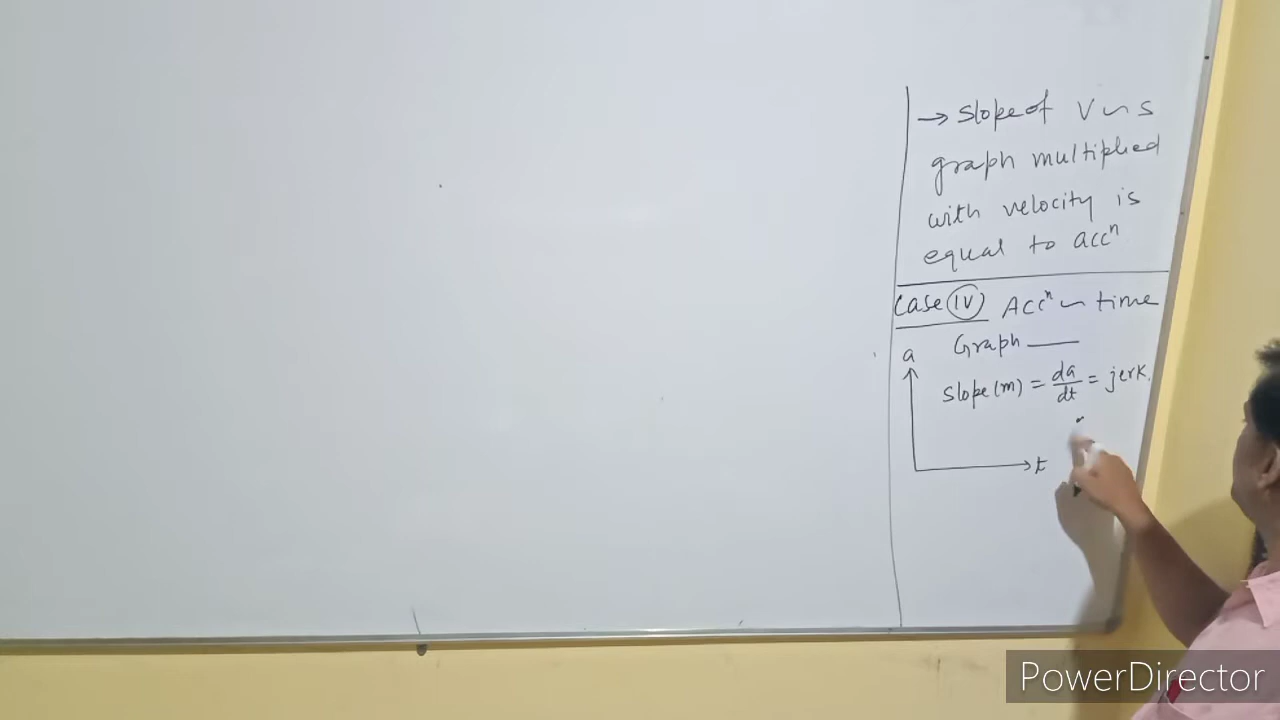 → Slope of V ~ S
graph multiplied
with velocity is
equal to accⁿ
Case (IV) Accⁿ ~ time
Graph
a
Slope(m) = da/dt = jerk.
t
PowerDirector